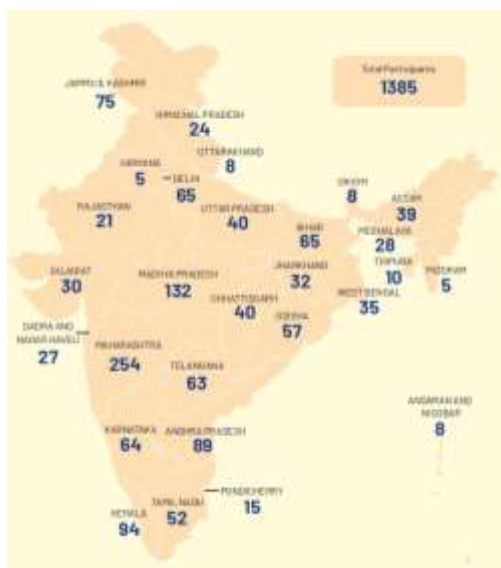 Total Participants
1385
JAMMU & KASHMIR
75
HIMACHAL PRADESH
24
UTTARAKHAND
8
HARYANA
5
DELHI
65
SIKKIM
8
ASSAM
39
RAJASTHAN
21
UTTAR PRADESH
40
BIHAR
65
MEGHALAYA
28
TRIPURA
10
MIZORAM
5
GUJARAT
30
MADHYA PRADESH
132
JHARKHAND
32
WEST BENGAL
35
CHHATTISGARH
40
ODISHA
57
DADRA AND
NAGAR HAVELI
27
MAHARASHTRA
254
TELANGANA
63
ANDAMAN AND
NICOBAR
8
KARNATAKA
64
ANDHRA PRADESH
89
PONDICHERRY
15
TAMIL NADU
52
KERALA
94